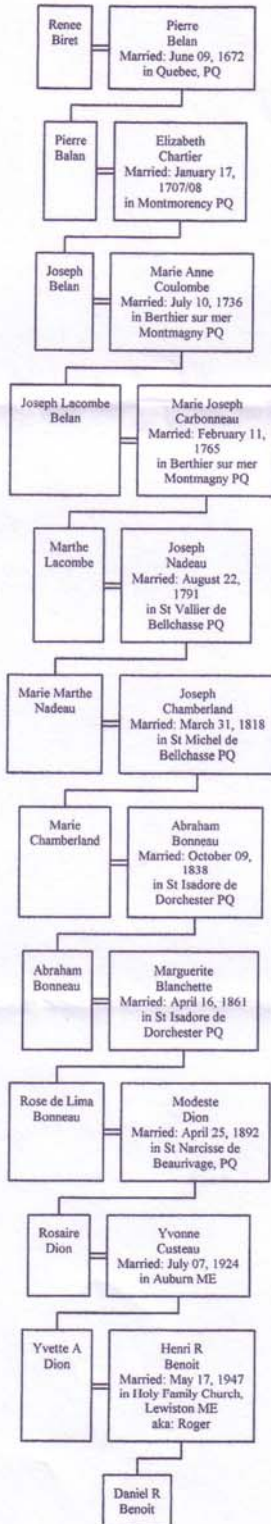 Renee
Biret
Pierre
Belan
Married: June 09, 1672
in Quebec, PQ
Pierre
Balan
Elizabeth
Chartier
Married: January 17,
1707/08
in Montmorency PQ
Joseph
Belan
Marie Anne
Coulombe
Married: July 10, 1736
in Berthier sur mer
Montmagny PQ
Joseph Lacombe
Belan
Marie Joseph
Carbonneau
Married: February 11,
1765
in Berthier sur mer
Montmagny PQ
Marthe
Lacombe
Joseph
Nadeau
Married: August 22,
1791
in St Vallier de
Bellchasse PQ
Marie Marthe
Nadeau
Joseph
Chamberland
Married: March 31, 1818
in St Michel de
Bellchasse PQ
Marie
Chamberland
Abraham
Bonneau
Married: October 09,
1838
in St Isadore de
Dorchester PQ
Abraham
Bonneau
Marguerite
Blanchette
Married: April 16, 1861
in St Isadore de
Dorchester PQ
Rose de Lima
Bonneau
Modeste
Dion
Married: April 25, 1892
in St Narcisse de
Beaurivage, PQ
Rosaire
Dion
Yvonne
Custeau
Married: July 07, 1924
in Auburn ME
Yvette A
Dion
Henri R
Benoit
Married: May 17, 1947
in Holy Family Church,
Lewiston ME
aka: Roger
Daniel R
Benoit